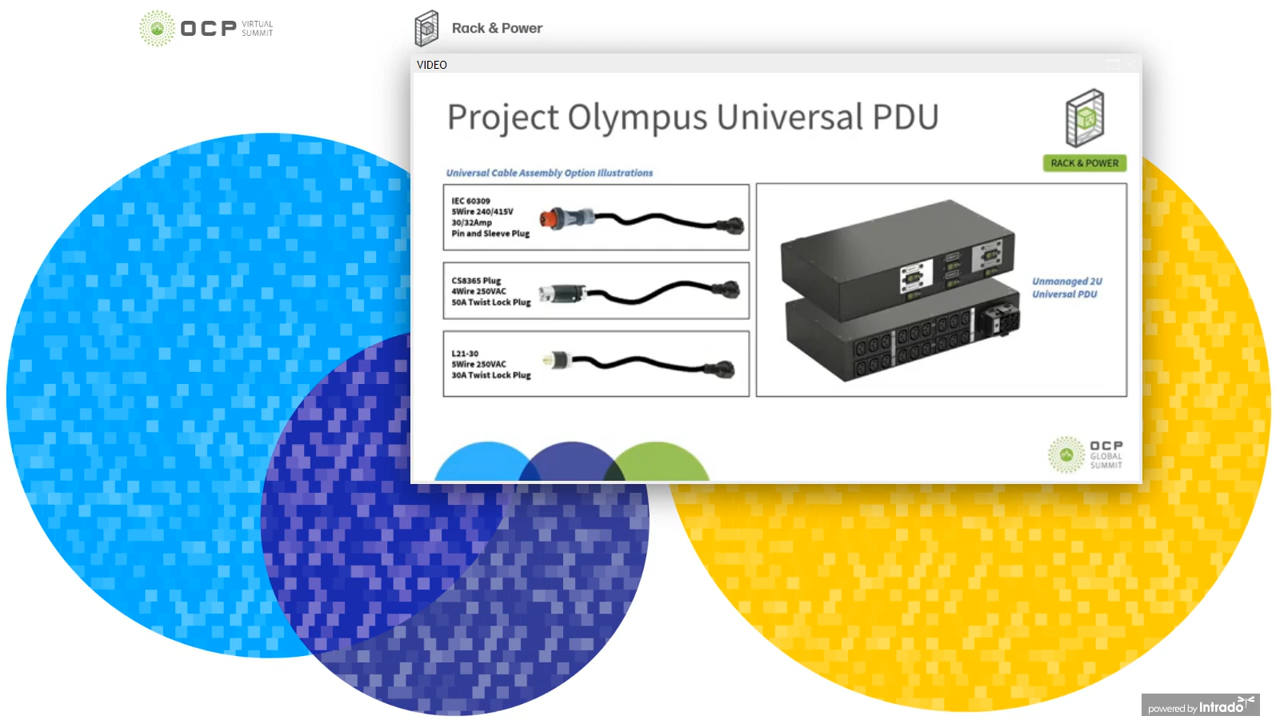 OCP VIRTUAL
SUMMIT
Rack & Power
VIDEO
Project Olympus Universal PDU
RACK & POWER
Universal Cable Assembly Option Illustrations
IEC 60309
5Wire 240/415V
30/32Amp
Pin and Sleeve Plug
CS8365 Plug
4Wire 250VAC
50A Twist Lock Plug
L21-30
5Wire 250VAC
30A Twist Lock Plug
Unmanaged 2U
Universal PDU
OCP
GLOBAL
SUMMIT
powered by Intrado